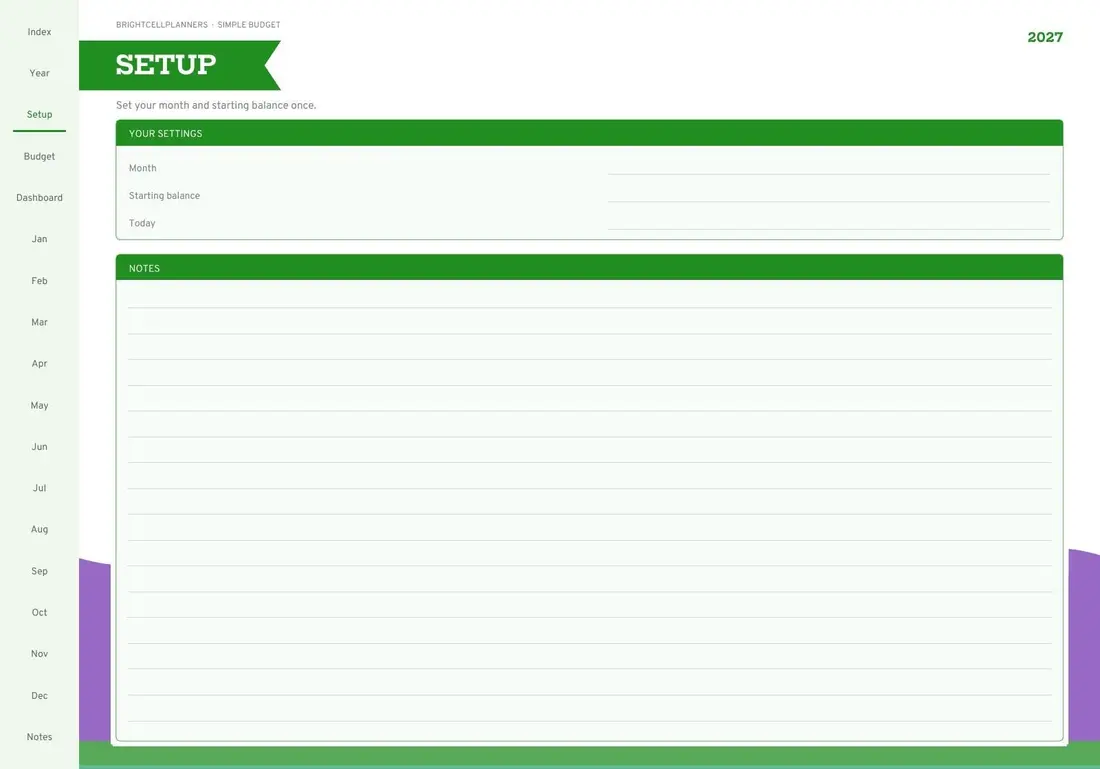 Index
Year
Setup
Budget
Dashboard
Jan
Feb
Mar
Apr
May
Jun
Jul
Aug
Sep
Oct
Nov
Dec
Notes
BRIGHTCELLPLANNERS · SIMPLE BUDGET
2027
SETUP
Set your month and starting balance once.
YOUR SETTINGS
Month
Starting balance
Today
NOTES